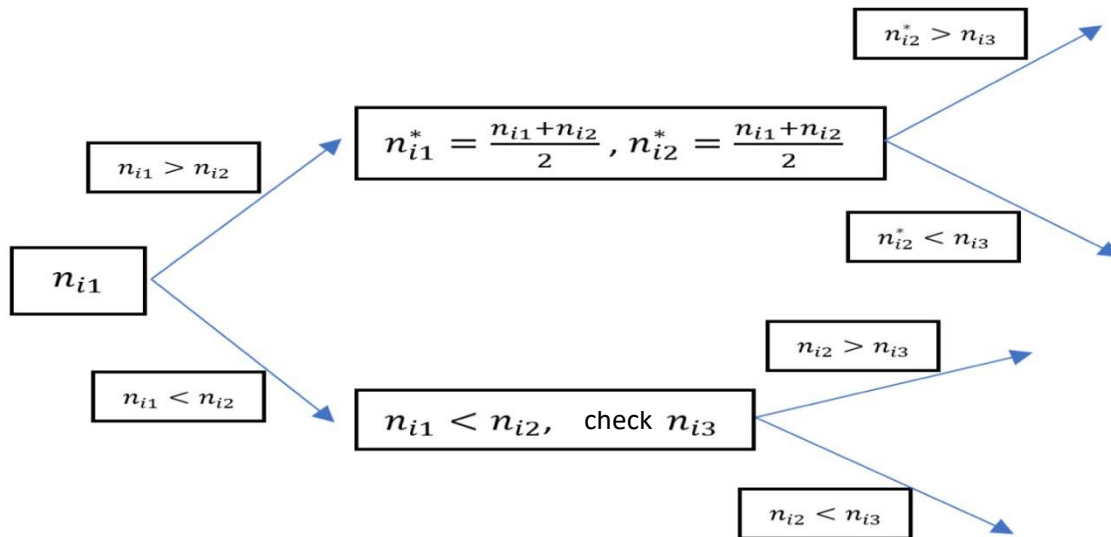 n*_{i2} > n_{i3}
n*_{i1} = \frac{n_{i1}+n_{i2}}{2} , n*_{i2} = \frac{n_{i1}+n_{i2}}{2}
n_{i1} > n_{i2}
n*_{i2} < n_{i3}
n_{i1}
n_{i2} > n_{i3}
n_{i1} < n_{i2}
n_{i1} < n_{i2}, check n_{i3}
n_{i2} < n_{i3}